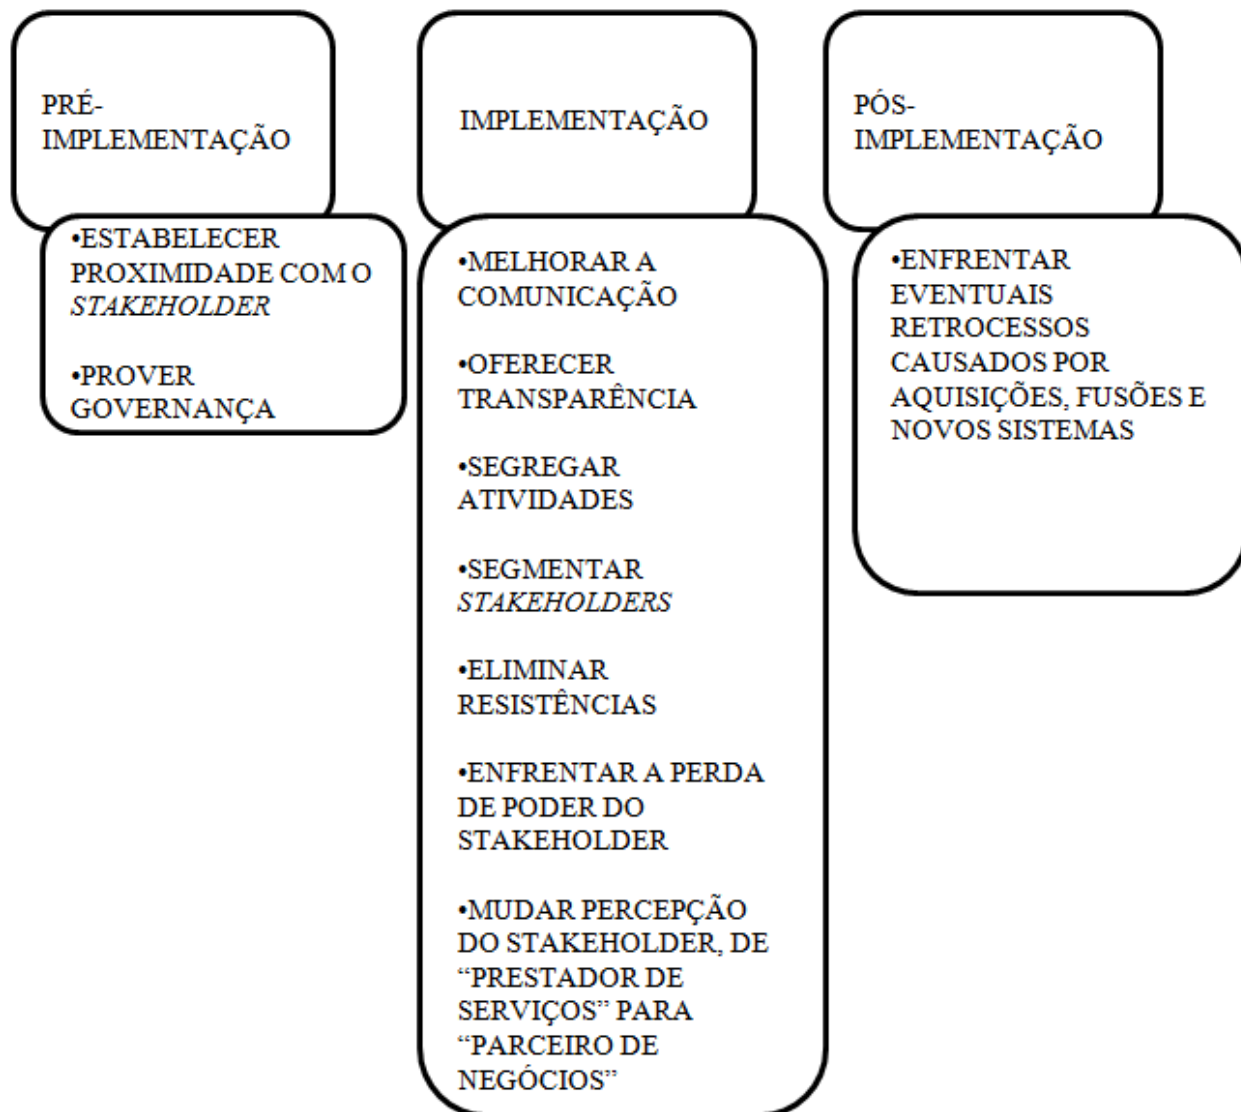 PRÉ-
IMPLEMENTAÇÃO
•ESTABELECER
PROXIMIDADE COM O
STAKEHOLDER
•PROVER
GOVERNANÇA
IMPLEMENTAÇÃO
•MELHORAR A
COMUNICAÇÃO
•OFERECER
TRANSPARÊNCIA
•SEGREGAR
ATIVIDADES
•SEGMENTAR
STAKEHOLDERS
•ELIMINAR
RESISTÊNCIAS
•ENFRENTAR A PERDA
DE PODER DO
STAKEHOLDER
•MUDAR PERCEPÇÃO
DO STAKEHOLDER, DE
“PRESTADOR DE
SERVIÇOS” PARA
“PARCEIRO DE
NEGÓCIOS”
PÓS-
IMPLEMENTAÇÃO
•ENFRENTAR
EVENTUAIS
RETROCESSOS
CAUSADOS POR
AQUISIÇÕES, FUSÕES E
NOVOS SISTEMAS